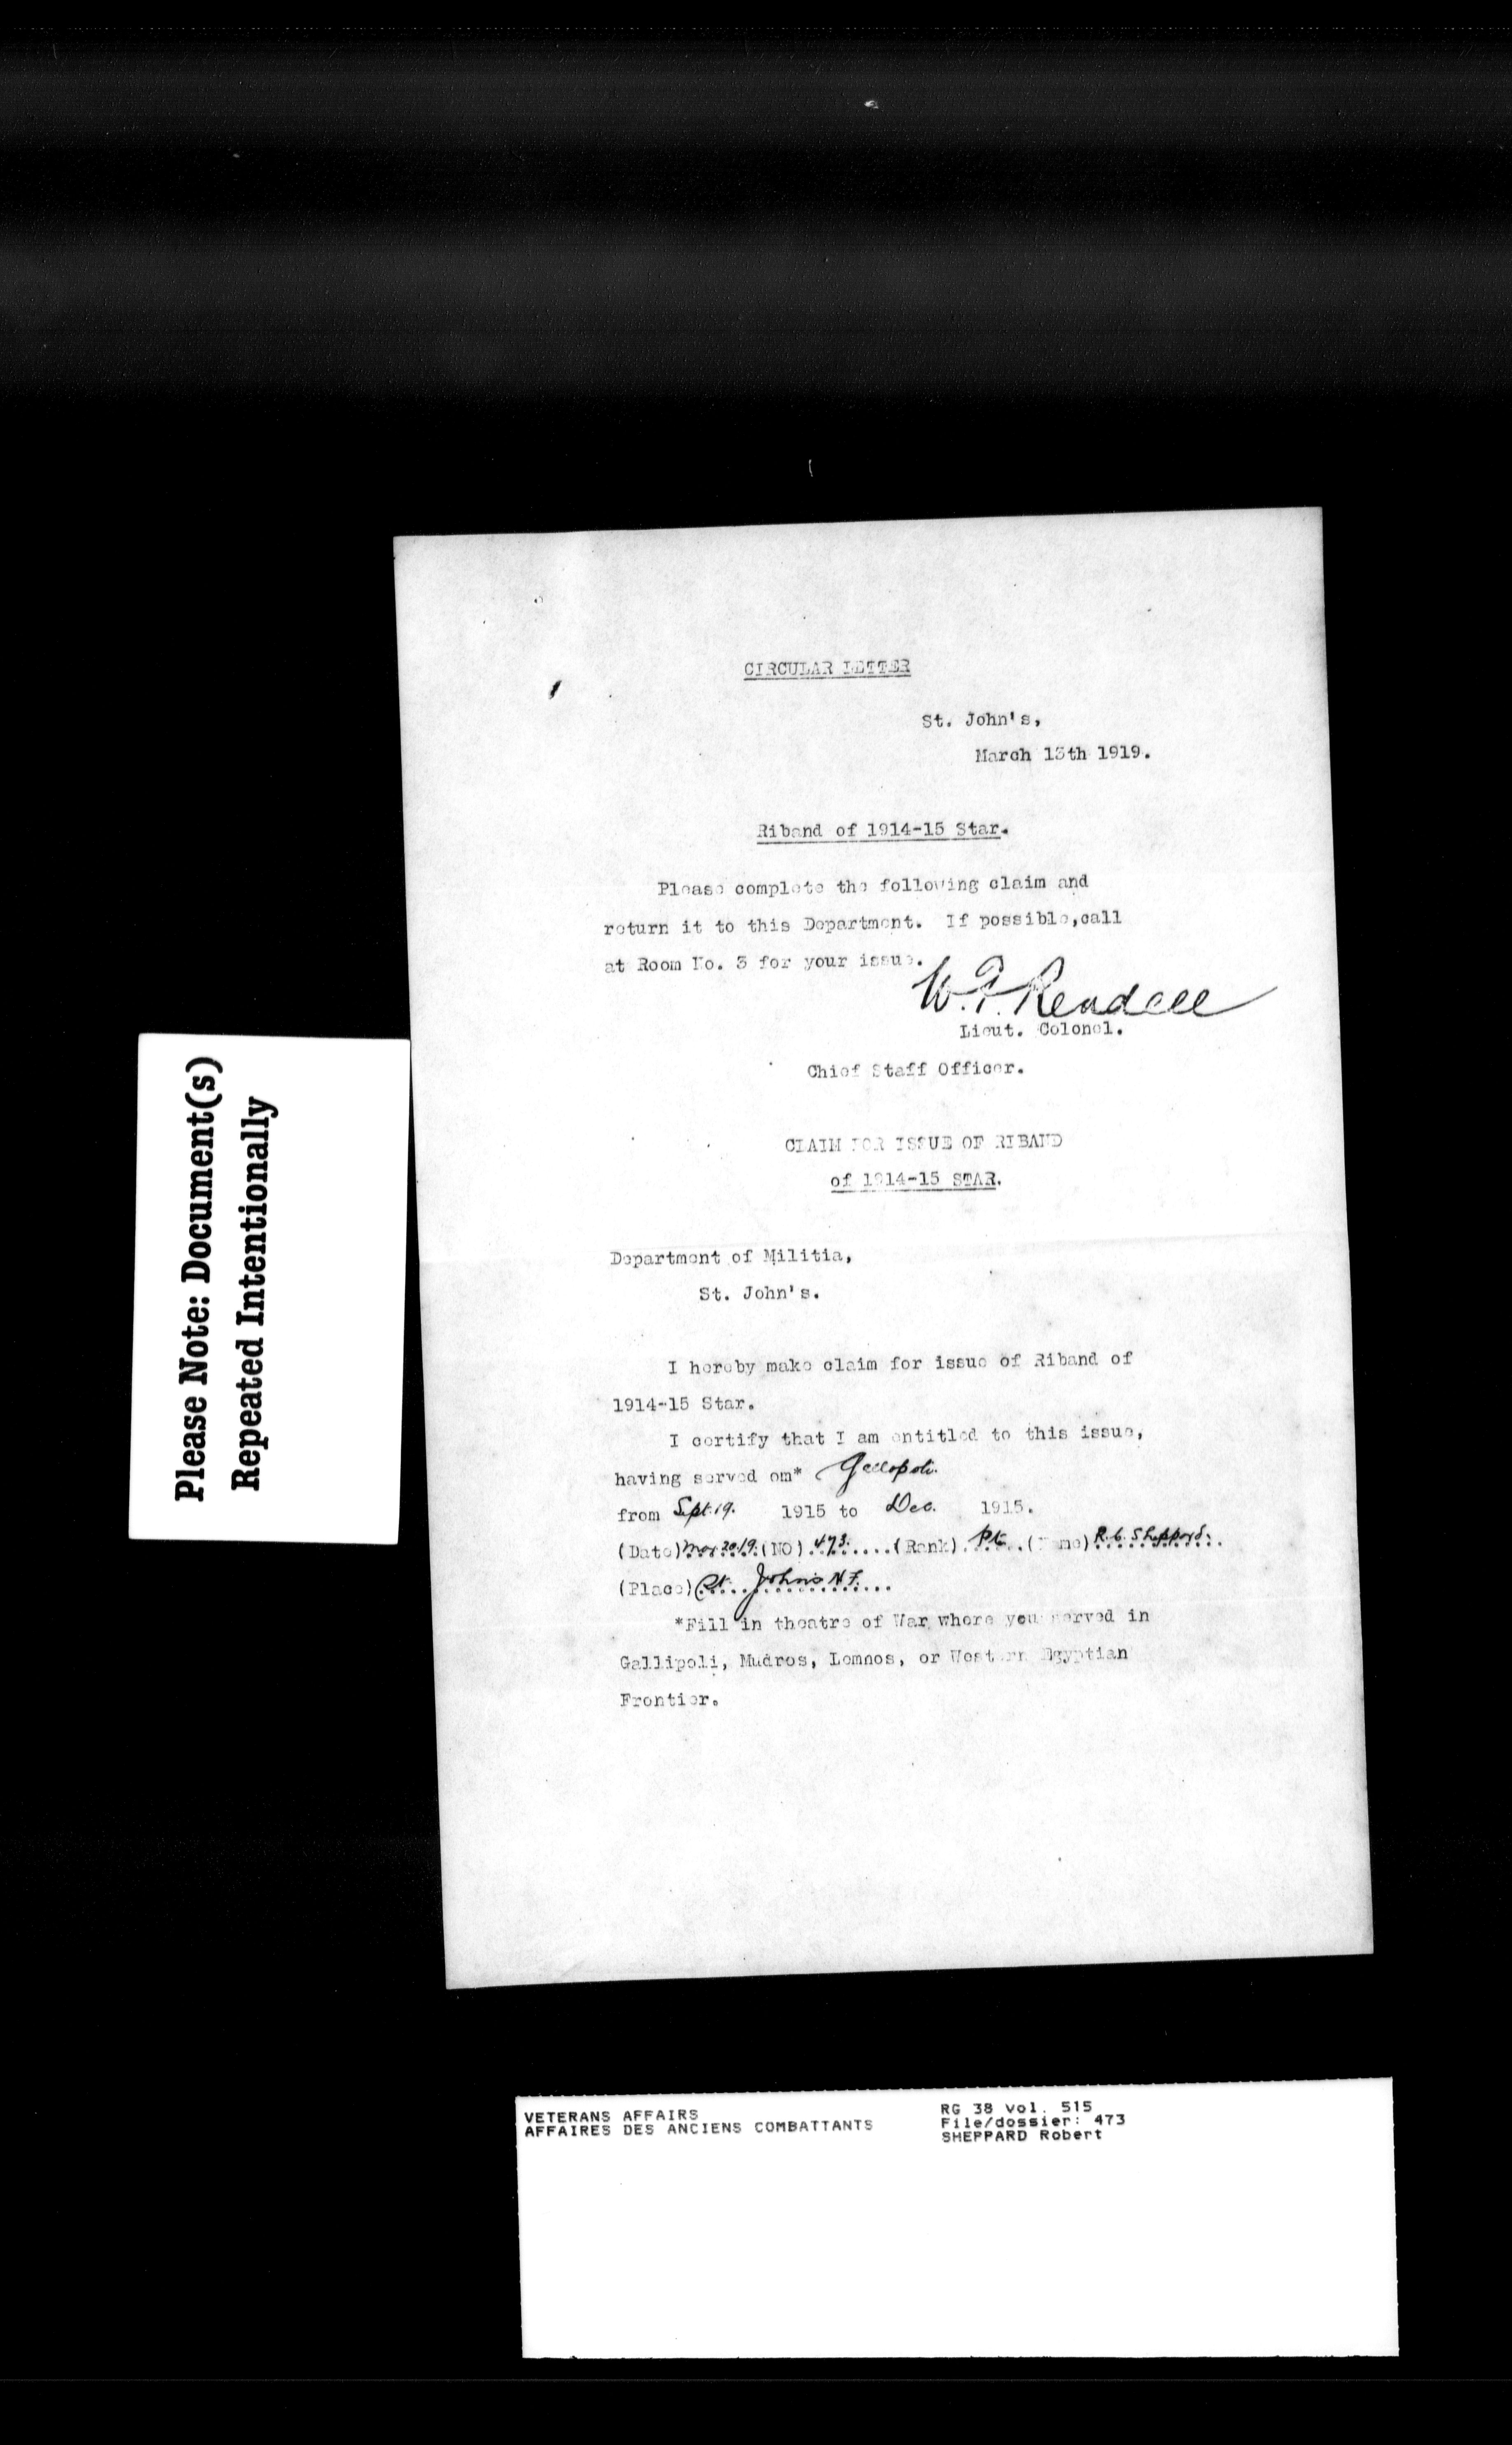 CIRCULAR LETTER
St. John's,
March 13th 1919.
Riband of 1914-15 Star.
Please complete the following claim and
return it to this Department. If possible,call
at Room No. 3 for your issue.
W.F. Rendell
Lieut. Colonel.
Chief Staff Officer.
CLAIM FOR ISSUE OF RIBAND
of 1914-15 STAR.
Department of Militia,
St. John's.
I hereby make claim for issue of Riband of
1914-15 Star.
I certify that I am entitled to this issue,
having served om* Gallopoli.
from Sept.19. 1915 to Dec. 1915.
(Date) Mar 20.19. (NO) 473. (Rank) Pte (Name) R. C. Sheppard.
(Place) St. John's N.F.
*Fill in theatre of War where you served in
Gallipoli, Mudros, Lemnos, or Western Egyptian
Frontier.
Please Note: Document(s)
Repeated Intentionally
VETERANS AFFAIRS
AFFAIRES DES ANCIENS COMBATTANTS
RG 38 Vol. 515
File/dossier: 473
SHEPPARD Robert